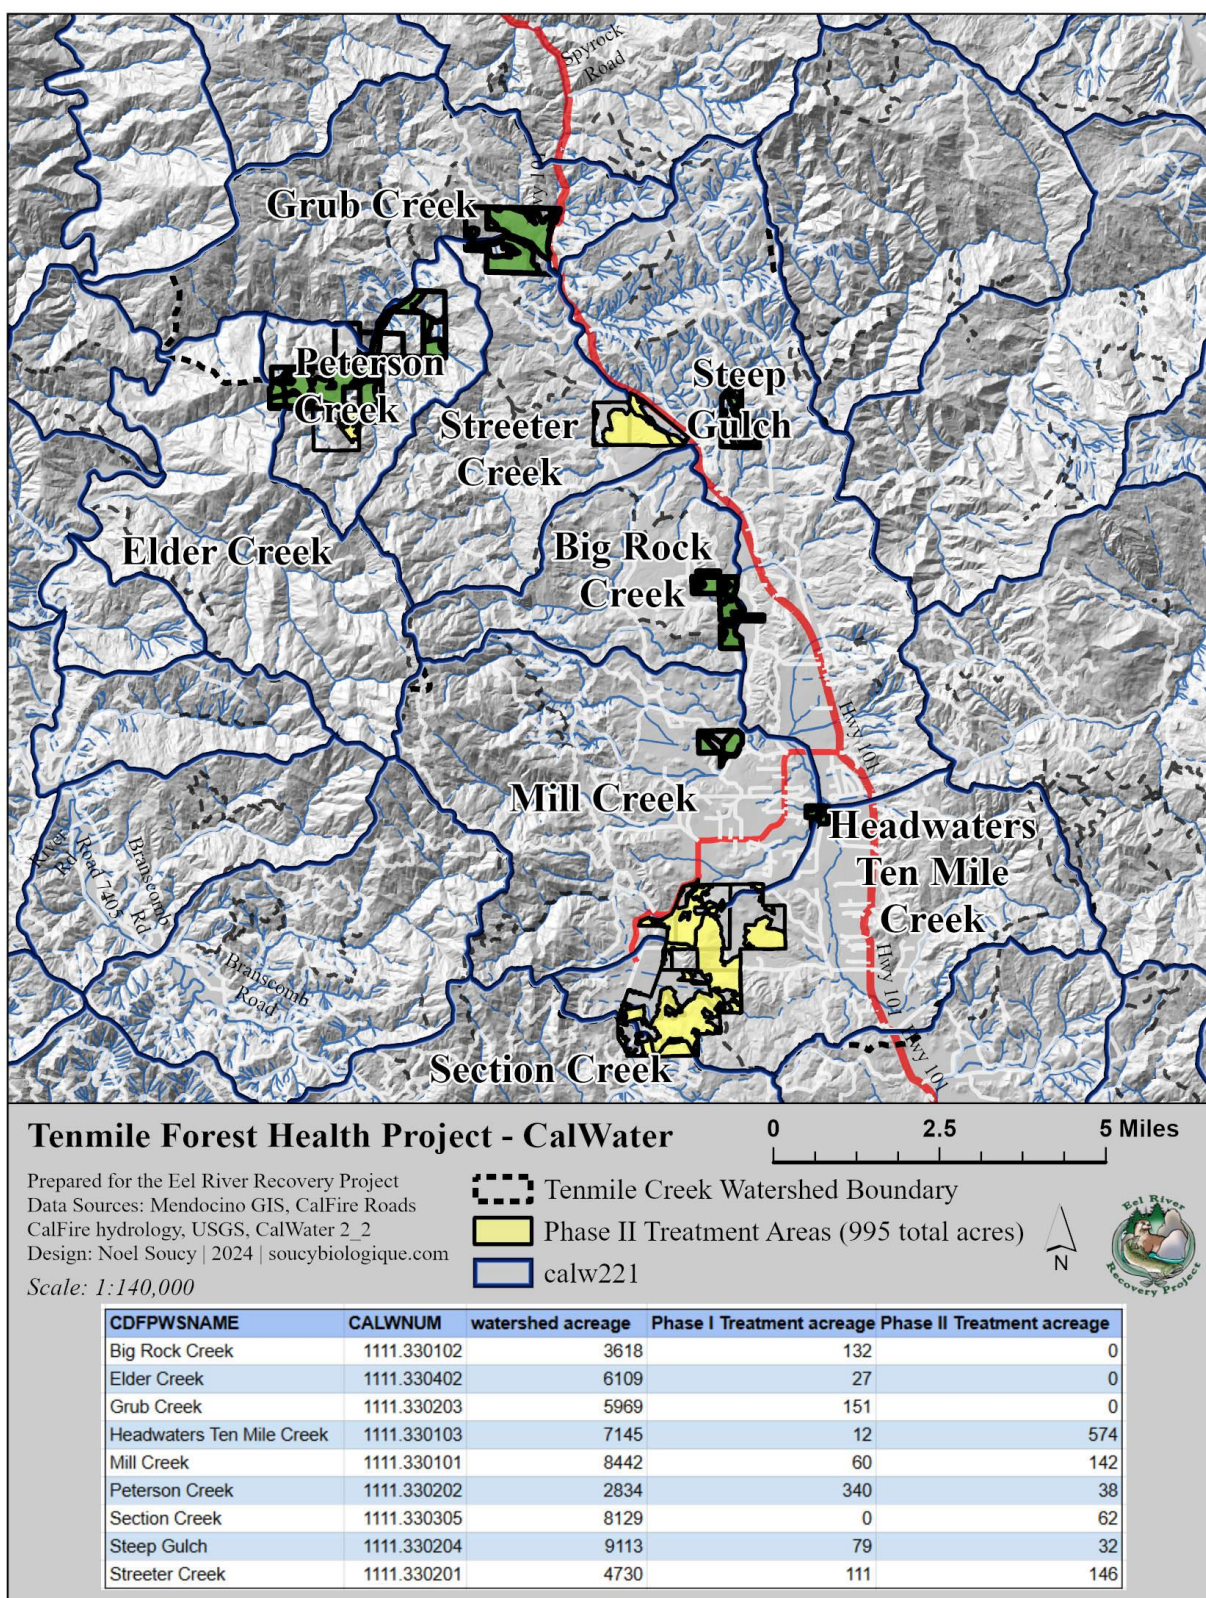 Spyrock
Road
Hwy 101
Grub Creek
Peterson
Creek
Steep
Gulch
Streeter
Creek
Elder Creek
Big Rock
Creek
Hwy 101
Mill Creek
Headwaters
Ten Mile
Creek
River
Rd
Road 7405
Branscomb
Rd
Branscomb
Road
Hwy 101
Hwy 101
Section Creek
Tenmile Forest Health Project - CalWater
0 2.5 5 Miles
Prepared for the Eel River Recovery Project
Data Sources: Mendocino GIS, CalFire Roads
CalFire hydrology, USGS, CalWater 2_2
Design: Noel Soucy | 2024 | soucybiologique.com
Scale: 1:140,000
Tenmile Creek Watershed Boundary
Phase II Treatment Areas (995 total acres)
calw221
N
Eel River
Recovery Project
CDFPWSNAME CALWNUM watershed acreage Phase I Treatment acreage Phase II Treatment acreage
Big Rock Creek 1111.330102 3618 132 0
Elder Creek 1111.330402 6109 27 0
Grub Creek 1111.330203 5969 151 0
Headwaters Ten Mile Creek 1111.330103 7145 12 574
Mill Creek 1111.330101 8442 60 142
Peterson Creek 1111.330202 2834 340 38
Section Creek 1111.330305 8129 0 62
Steep Gulch 1111.330204 9113 79 32
Streeter Creek 1111.330201 4730 111 146